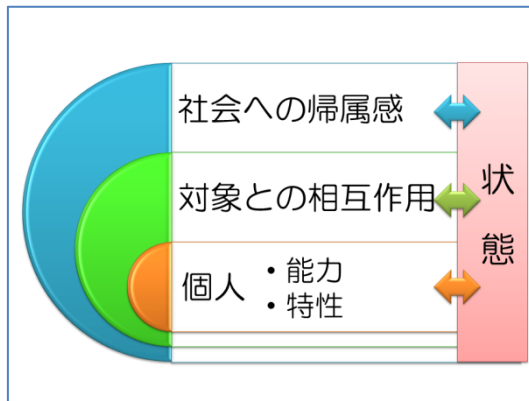 社会への帰属感
対象との相互作用
個人
・能力
・特性
状態